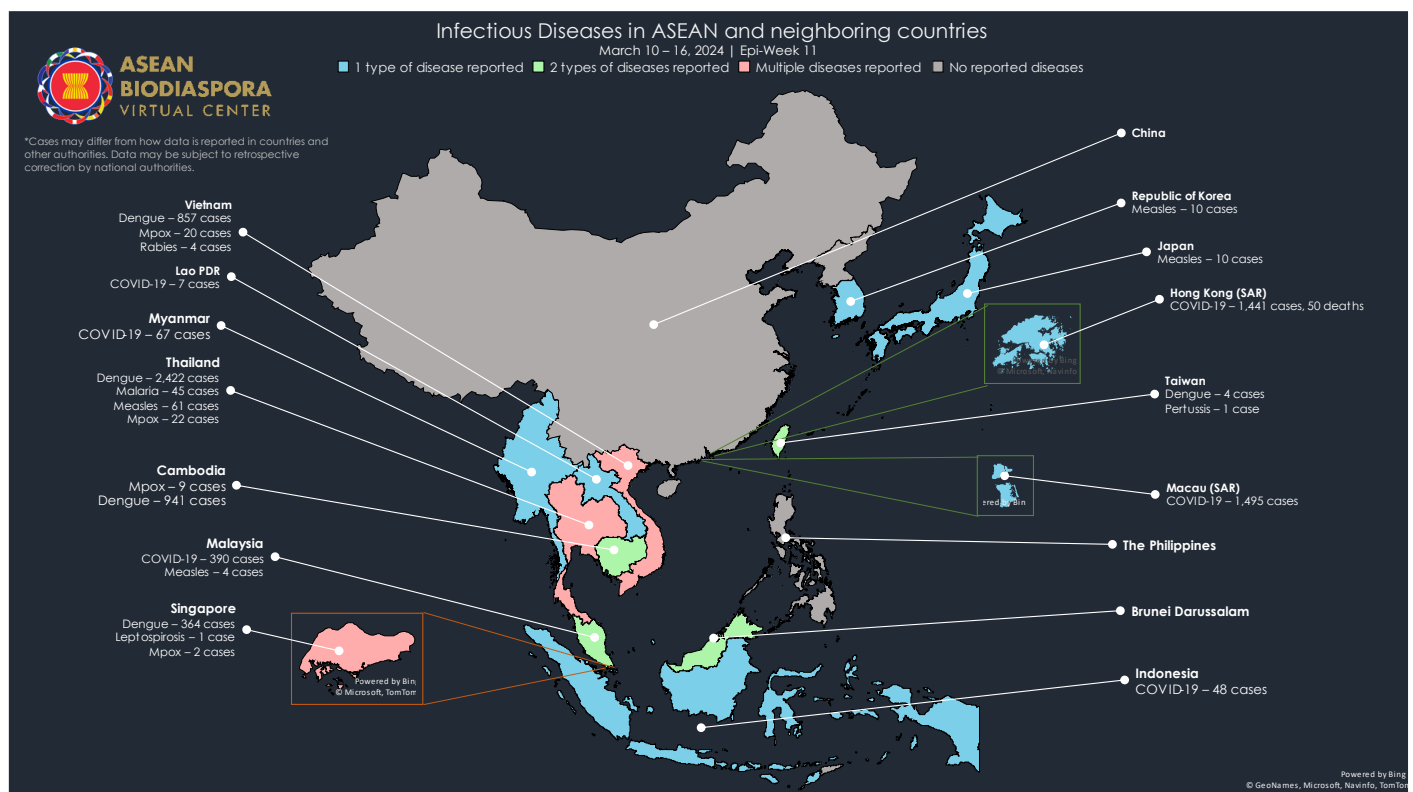 Infectious Diseases in ASEAN and neighboring countries
March 10 – 16, 2024 | Epi-Week 11
1 type of disease reported
2 types of diseases reported
Multiple diseases reported
No reported diseases
ASEAN
BIODIASPORA
VIRTUAL CENTER
*Cases may differ from how data is reported in countries and
other authorities. Data may be subject to retrospective
correction by national authorities.
Vietnam
Dengue – 857 cases
Mpox – 20 cases
Rabies – 4 cases
Lao PDR
COVID-19 – 7 cases
Myanmar
COVID-19 – 67 cases
Thailand
Dengue – 2,422 cases
Malaria – 45 cases
Measles – 61 cases
Mpox – 22 cases
Cambodia
Mpox – 9 cases
Dengue – 941 cases
Malaysia
COVID-19 – 390 cases
Measles – 4 cases
Singapore
Dengue – 364 cases
Leptospirosis – 1 case
Mpox – 2 cases
Powered by Bin
© Microsoft, TomTom
China
Republic of Korea
Measles – 10 cases
Japan
Measles – 10 cases
Hong Kong (SAR)
COVID-19 – 1,441 cases, 50 deaths
Powered by Bing
© Microsoft, Navinfo
Taiwan
Dengue – 4 cases
Pertussis – 1 case
Macau (SAR)
COVID-19 – 1,495 cases
ered by Bin
The Philippines
Brunei Darussalam
Indonesia
COVID-19 – 48 cases
Powered by Bing
© GeoNames, Microsoft, Navinfo, TomTom